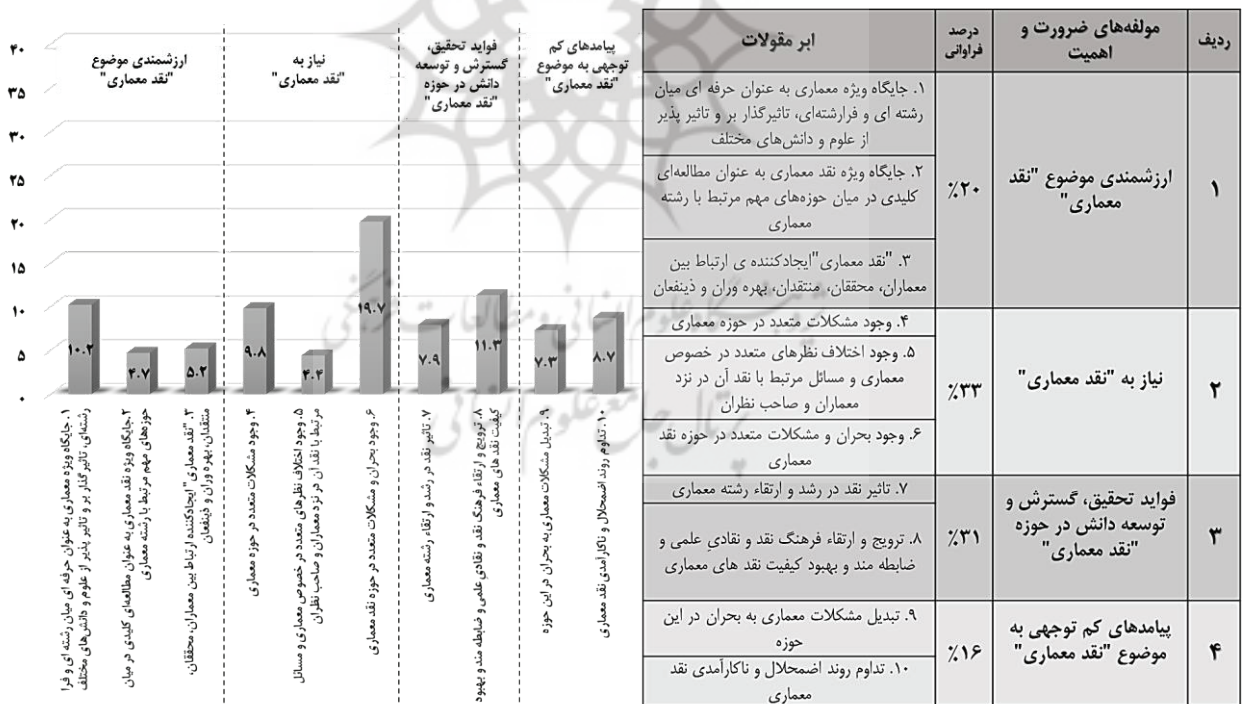 ردیف
مولفه‌های ضرورت و
اهمیت
درصد
فراوانی
ابر مقولات
۱
ارزشمندی موضوع "نقد
معماری"
٪۲۰
۱. جایگاه ویژه معماری به عنوان حرفه ای میان
رشته ای و فرارشته‌ای، تاثیرگذار بر و تاثیر پذیر
از علوم و دانش‌های مختلف
۲. جایگاه ویژه نقد معماری به عنوان مطالعه‌ای
کلیدی در میان حوزه‌های مهم مرتبط با رشته
معماری
۳. "نقد معماری"ایجادکننده ی ارتباط بین
معماران، محققان، منتقدان، بهره وران و ذینفعان
۲
نیاز به "نقد معماری"
٪۳۳
۴. وجود مشکلات متعدد در حوزه معماری
۵. وجود اختلاف نظرهای متعدد در خصوص
معماری و مسائل مرتبط با نقد آن در نزد
معماران و صاحب نظران
۶. وجود بحران و مشکلات متعدد در حوزه نقد
معماری
۳
فواید تحقیق، گسترش و
توسعه دانش در حوزه
"نقد معماری"
٪۳۱
۷. تاثیر نقد در رشد و ارتقاء رشته معماری
۸. ترویج و ارتقاء فرهنگ نقد و نقادیِ علمی و
ضابطه مند و بهبود کیفیت نقد های معماری
۴
پیامدهای کم توجهی به
موضوع "نقد معماری"
٪۱۶
۹. تبدیل مشکلات معماری به بحران در این
حوزه
۱۰. تداوم روند اضمحلال و ناکارآمدی نقد
معماری
ارزشمندی موضوع
"نقد معماری"
نیاز به
"نقد معماری"
فواید تحقیق،
گسترش و توسعه
دانش در حوزه
"نقد معماری"
پیامدهای کم
توجهی به موضوع
"نقد معماری"
۴۰
۳۵
۳۰
۲۵
۲۰
۱۵
۱۰
۵
۰
۱۰.۲
۴.۷
۵.۲
۹.۸
۴.۴
۱۹.۷
۷.۹
۱۱.۳
۷.۳
۸.۷
۱. جایگاه ویژه معماری به عنوان حرفه ای میان رشته ای و فرا
رشته‌ای، تاثیر گذار بر و تاثیر پذیر از علوم و دانش‌های مختلف
۲.جایگاه ویژه نقد معماری به عنوان مطالعه‌ای کلیدی در میان
حوزه‌های مهم مرتبط با رشته معماری
۳. "نقد معماری"ایجادکننده ارتباط بین معماران، محققان،
منتقدان، بهره وران و ذینفعان
۴. وجود مشکلات متعدد در حوزه معماری
۵. وجود اختلاف نظرهای متعدد در خصوص معماری و مسائل
مرتبط با نقد آن در نزد معماران و صاحب نظران
۶. وجود بحران و مشکلات متعدد در حوزه نقد معماری
۷. تاثیر نقد در رشد و ارتقاء رشته معماری
۸. ترویج و ارتقاء فرهنگ نقد و نقادیِ علمی و ضابطه مند و بهبود
کیفیت نقد های معماری
۹. تبدیل مشکلات معماری به بحران در این حوزه
۱۰. تداوم روند اضمحلال و ناکارآمدی نقد معماری
پژوهشگاه علوم انسانی و مطالعات فرهنگی
پرتال جامع علوم انسانی